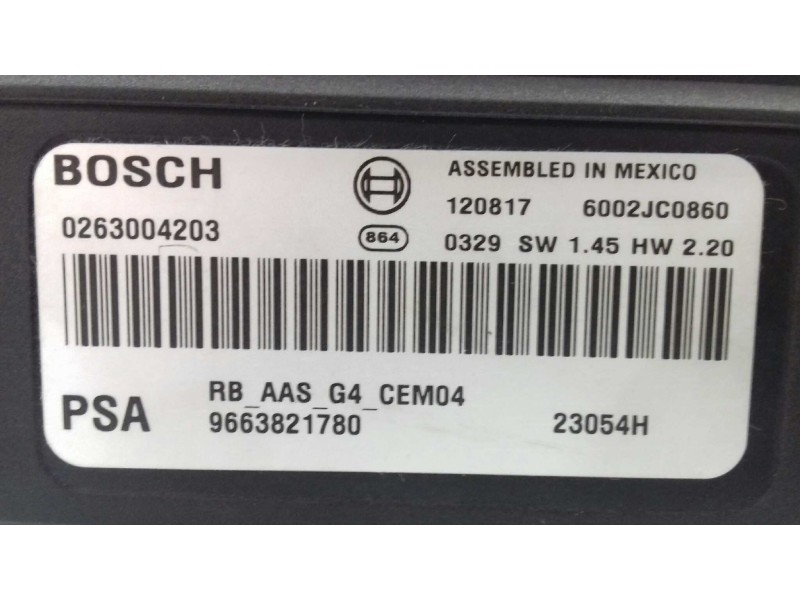 BOSCH
ASSEMBLED IN MEXICO
120817 6002JC0860
0263004203
864
0329 SW 1.45 HW 2.20
RB_AAS_G4_CEM04
PSA
9663821780
23054H